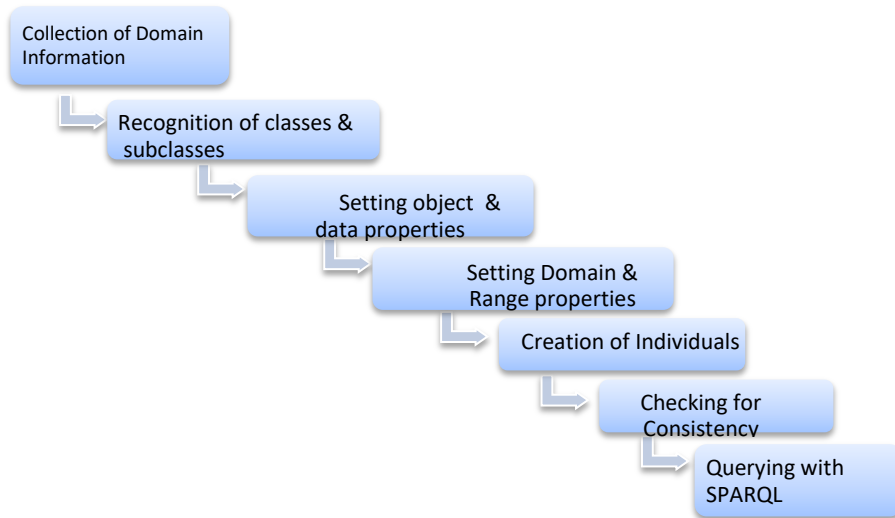 Collection of Domain
Information
Recognition of classes &
subclasses
Setting object &
data properties
Setting Domain &
Range properties
Creation of Individuals
Checking for
Consistency
Querying with
SPARQL